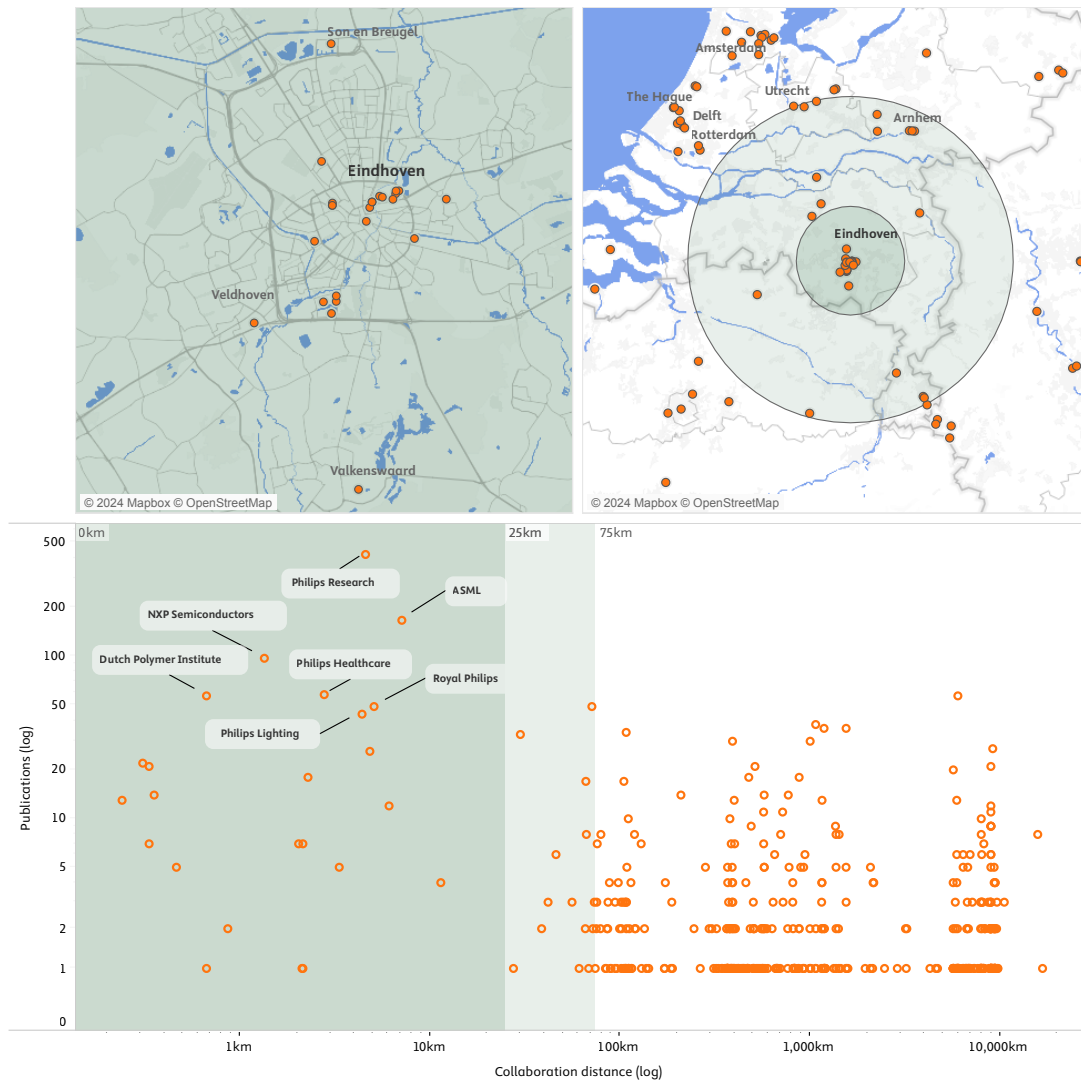 Son en Breugel
Eindhoven
Veldhoven
Valkenswaard
© 2024 Mapbox © OpenStreetMap
Amsterdam
Utrecht
The Hague
Delft
Arnhem
Rotterdam
Eindhoven
© 2024 Mapbox © OpenStreetMap
0km
25km
75km
500
Philips Research
ASML
200
NXP Semiconductors
100
Dutch Polymer Institute
Philips Healthcare
Royal Philips
50
Philips Lighting
20
10
5
2
1
0
Publications (log)
1km
10km
100km
1,000km
10,000km
Collaboration distance (log)